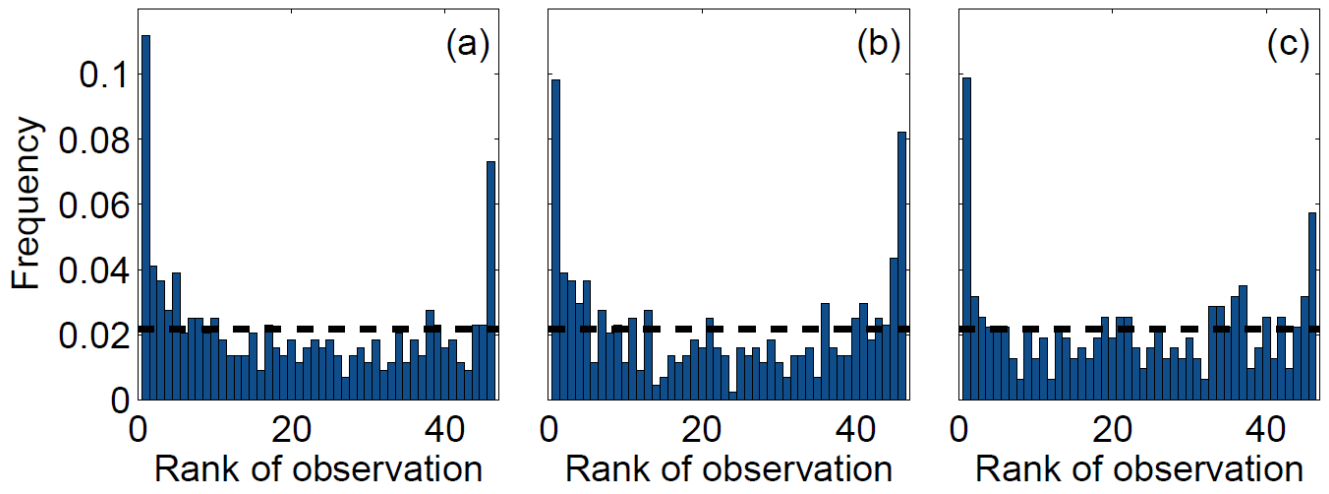 (a) (b) (c)
0.1
0.08
0.06
0.04
0.02
0
Frequency
0 20 40 0 20 40 0 20 40
Rank of observation Rank of observation Rank of observation